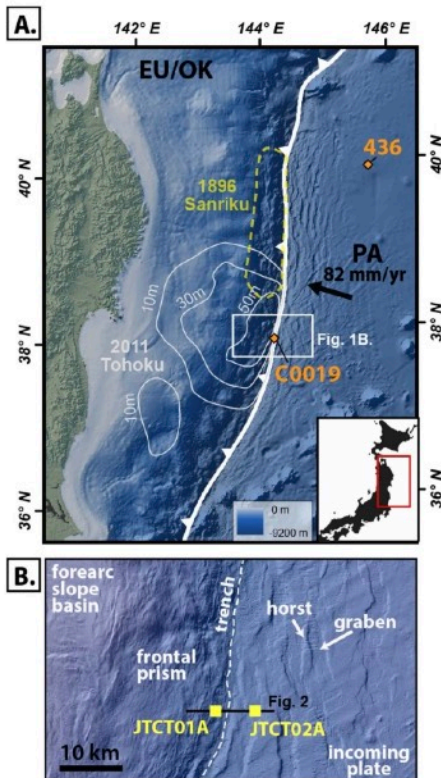 A.
142° E
144° E
146° E
EU/OK
436
40° N
40° N
1896
Sanriku
PA
82 mm/yr
10m
30m
50m
38° N
38° N
Fig. 1B.
2011
Tohoku
C0019
10m
36° N
36° N
0 m
-9200 m
B.
forearc
slope
basin
trench
horst
graben
frontal
prism
Fig. 2
JTCT01A
JTCT02A
10 km
incoming
plate